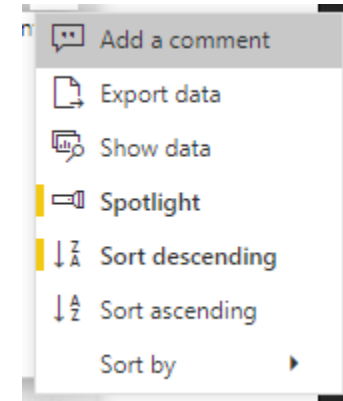 Add a comment
Export data
Show data
Spotlight
Sort descending
Sort ascending
Sort by